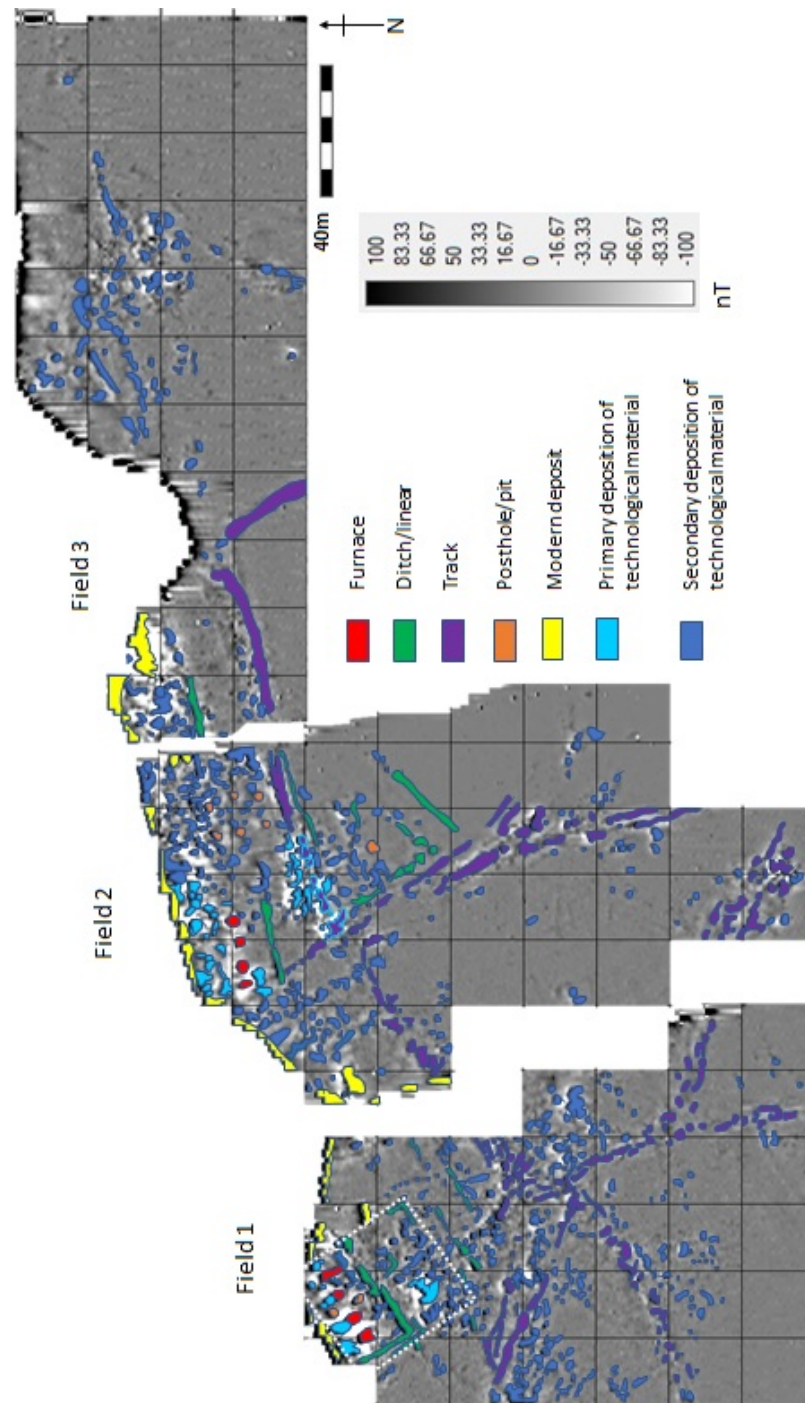 N
40m
Field 3
Field 2
Field 1
100
83.33
66.67
50
33.33
16.67
0
-16.67
-33.33
-50
-66.67
-83.33
-100
nT
Furnace
Ditch/linear
Track
Posthole/pit
Modern deposit
Primary deposition of
technological material
Secondary deposition of
technological material